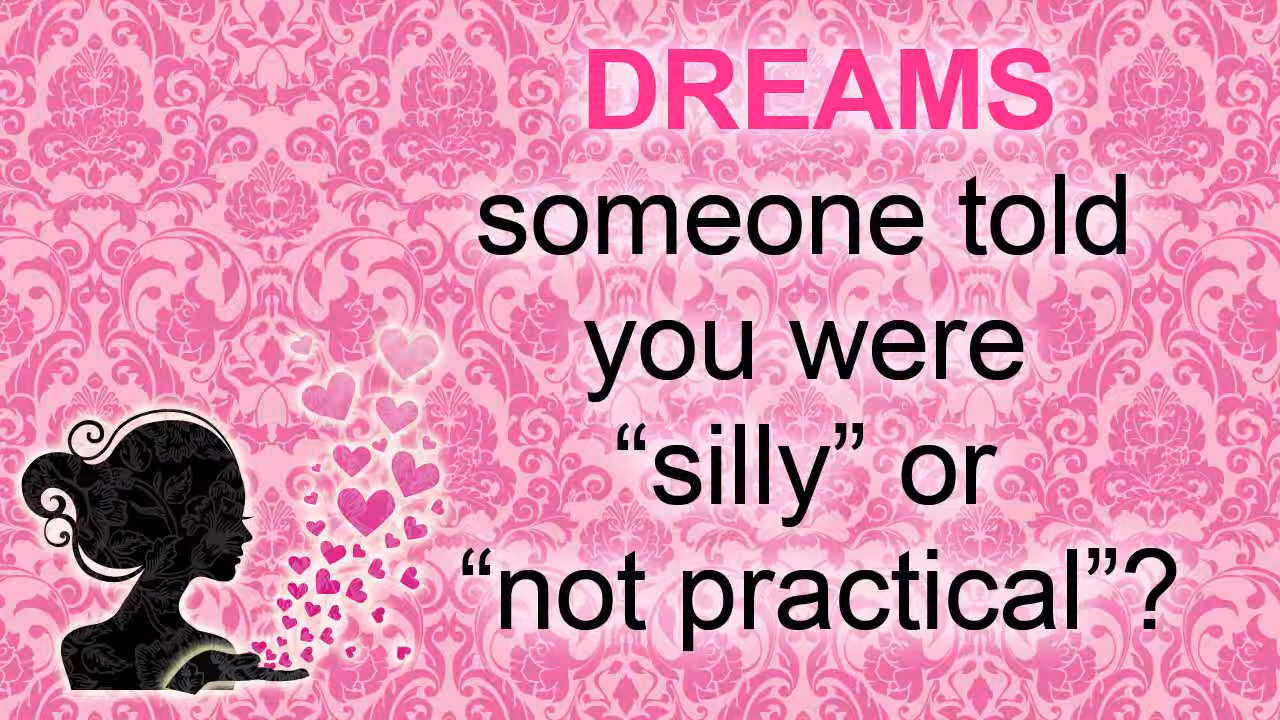 DREAMS
someone told
you were
“silly” or
“not practical”?